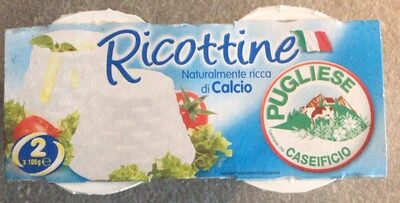 Ricottine
Naturalmente ricca
di Calcio
PUGLIESE
CASEIFICIO
2
x 100g e